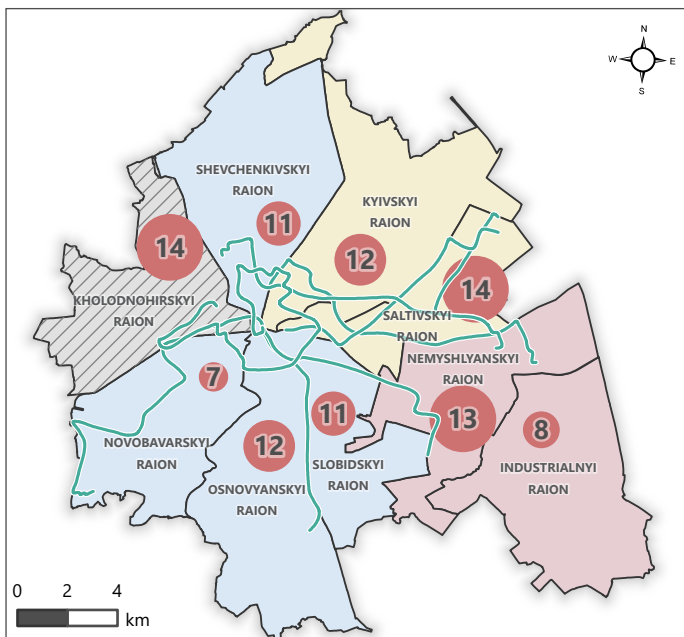 N
W E
S
SHEVCHENKIVSKYI
RAION
KYIVSKYI
RAION
11
14
12
14
KHOLODNOHIRSKYI
RAION
SALTIVSKYI
RAION
NEMYSHLYANSKYI
RAION
7
11
13
8
12
NOVOBAVARSKYI
RAION
SLOBIDSKYI
RAION
INDUSTRIALNYI
RAION
OSNOVYANSKYI
RAION
0 2 4
km